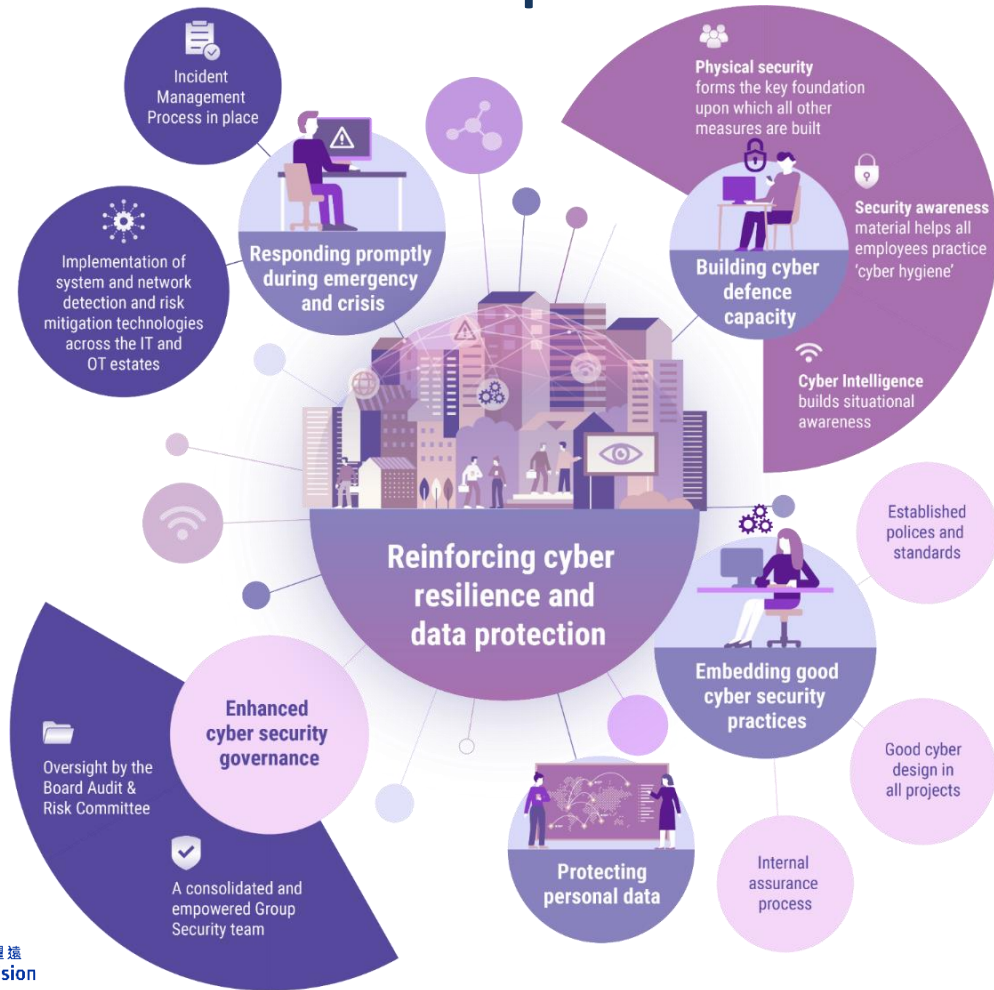 Incident
Management
Process in place
Implementation of
system and network
detection and risk
mitigation technologies
across the IT and
OT estates
Responding promptly
during emergency
and crisis
Physical security
forms the key foundation
upon which all other
measures are built
Security awareness
material helps all
employees practice
‘cyber hygiene’
Cyber Intelligence
builds situational
awareness
Building cyber
defence
capacity
Reinforcing cyber
resilience and
data protection
Established
polices and
standards
Embedding good
cyber security
practices
Good cyber
design in
all projects
Internal
assurance
process
Protecting
personal data
Enhanced
cyber security
governance
Oversight by the
Board Audit &
Risk Committee
A consolidated and
empowered Group
Security team
遠
sion